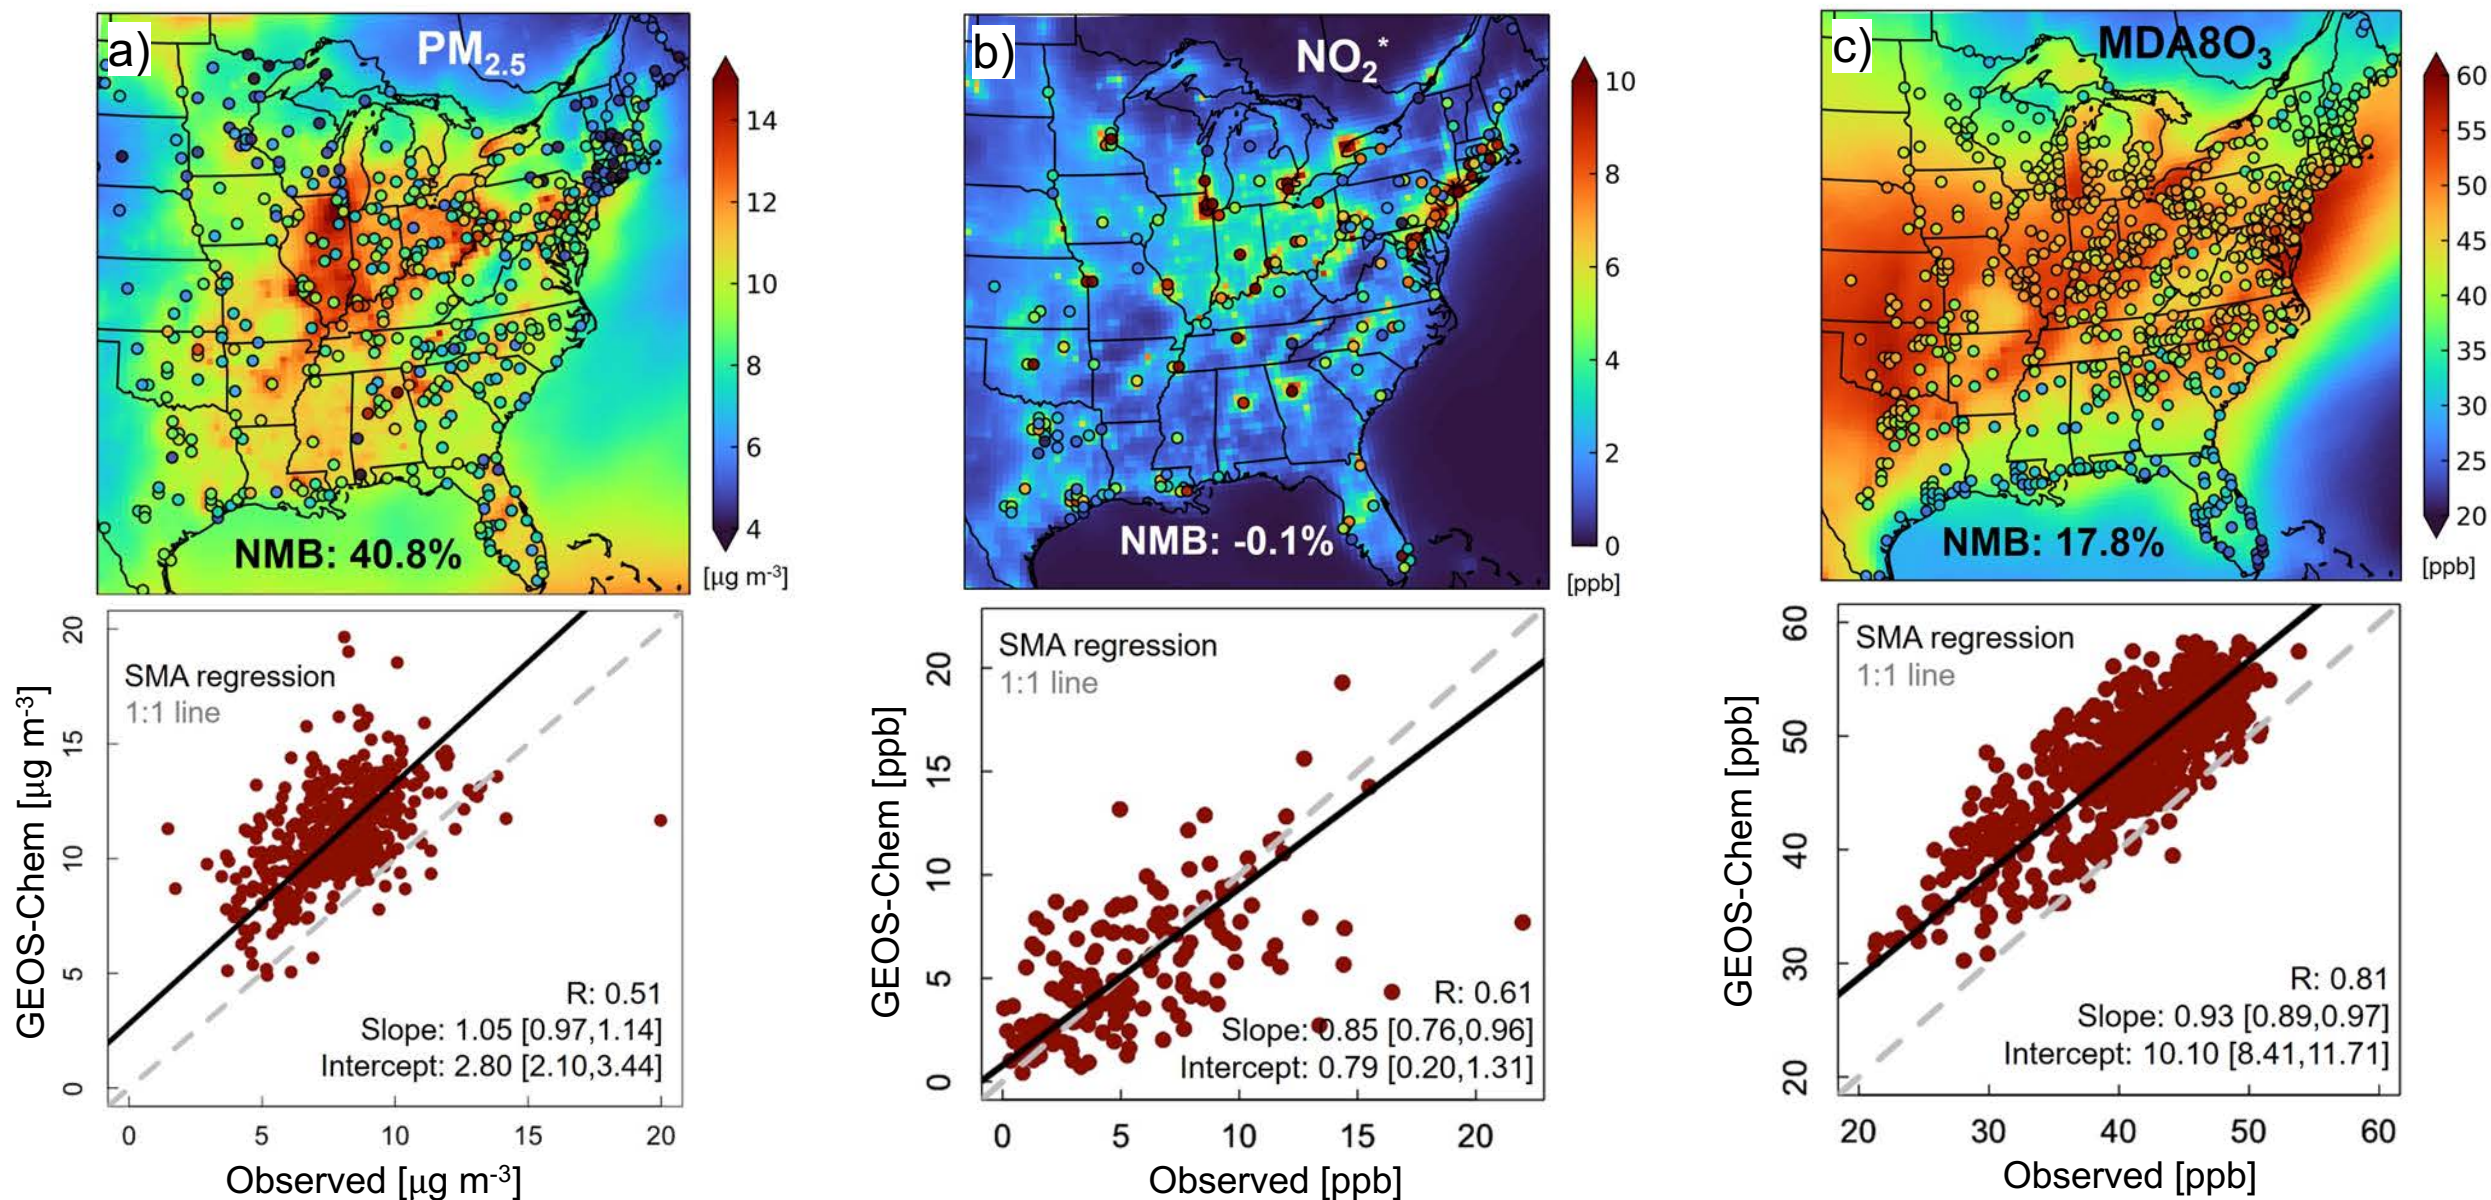 a)
PM2.5
NMB: 40.8%
14
12
10
8
6
4
[µg m-3]
b)
NO2*
NMB: -0.1%
10
8
6
4
2
0
[ppb]
c)
MDA8O3
NMB: 17.8%
60
55
50
45
40
35
30
25
20
[ppb]
GEOS-Chem [µg m-3]
20
15
10
5
0
SMA regression
1:1 line
R: 0.51
Slope: 1.05 [0.97,1.14]
Intercept: 2.80 [2.10,3.44]
0 5 10 15 20
Observed [µg m-3]
GEOS-Chem [ppb]
20
15
10
5
0
SMA regression
1:1 line
R: 0.61
Slope: 0.85 [0.76,0.96]
Intercept: 0.79 [0.20,1.31]
0 5 10 15 20
Observed [ppb]
GEOS-Chem [ppb]
60
50
40
30
20
SMA regression
1:1 line
R: 0.81
Slope: 0.93 [0.89,0.97]
Intercept: 10.10 [8.41,11.71]
20 30 40 50 60
Observed [ppb]